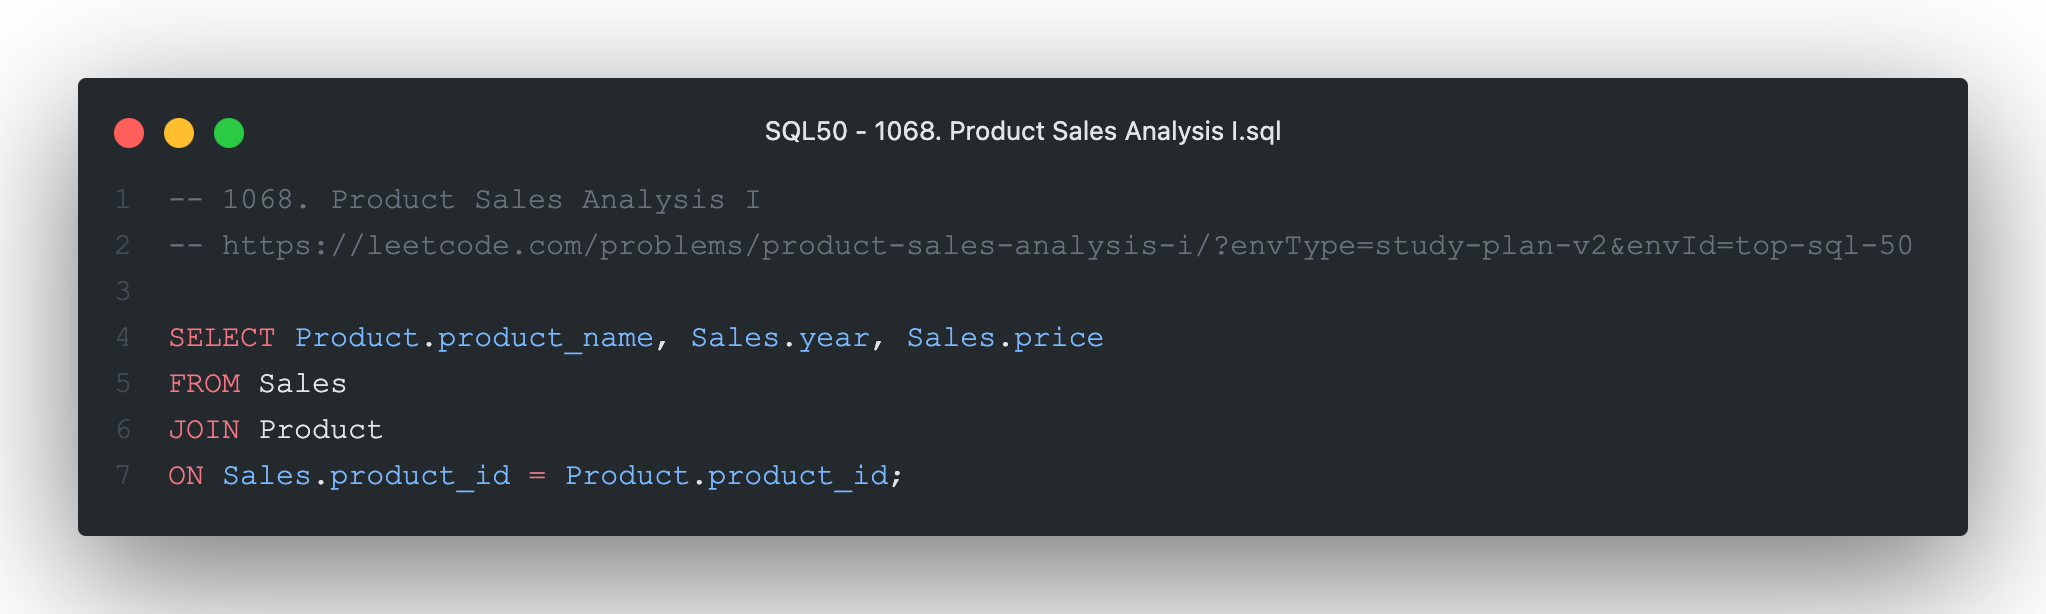 SQL50 - 1068. Product Sales Analysis I.sql
1 -- 1068. Product Sales Analysis I
2 -- https://leetcode.com/problems/product-sales-analysis-i/?envType=study-plan-v2&envId=top-sql-50
3
4 SELECT Product.product_name, Sales.year, Sales.price
5 FROM Sales
6 JOIN Product
7 ON Sales.product_id = Product.product_id;